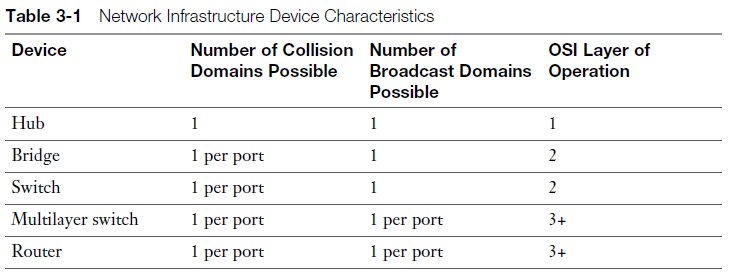 Table 3-1 Network Infrastructure Device Characteristics
Device Number of Collision Number of OSI Layer of
Domains Possible Broadcast Domains Operation
Possible
Hub 1 1 1
Bridge 1 per port 1 2
Switch 1 per port 1 2
Multilayer switch 1 per port 1 per port 3+
Router 1 per port 1 per port 3+